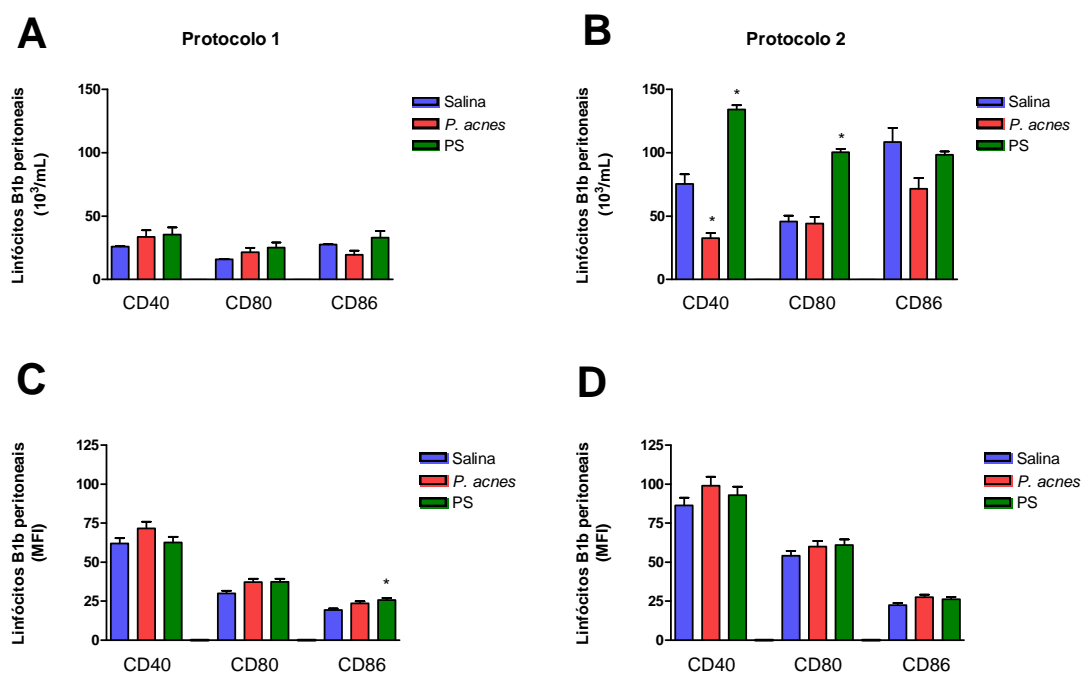 A
Protocolo 1
Linfócitos B1b peritoneais
(10³/mL)
150
100
50
0
CD40
CD80
CD86
Salina
P. acnes
PS
B
Protocolo 2
Linfócitos B1b peritoneais
(10³/mL)
150
100
50
0
*
*
*
CD40
CD80
CD86
Salina
P. acnes
PS
C
Linfócitos B1b peritoneais
(MFI)
125
100
75
50
25
0
*
CD40
CD80
CD86
Salina
P. acnes
PS
D
Linfócitos B1b peritoneais
(MFI)
125
100
75
50
25
0
CD40
CD80
CD86
Salina
P. acnes
PS